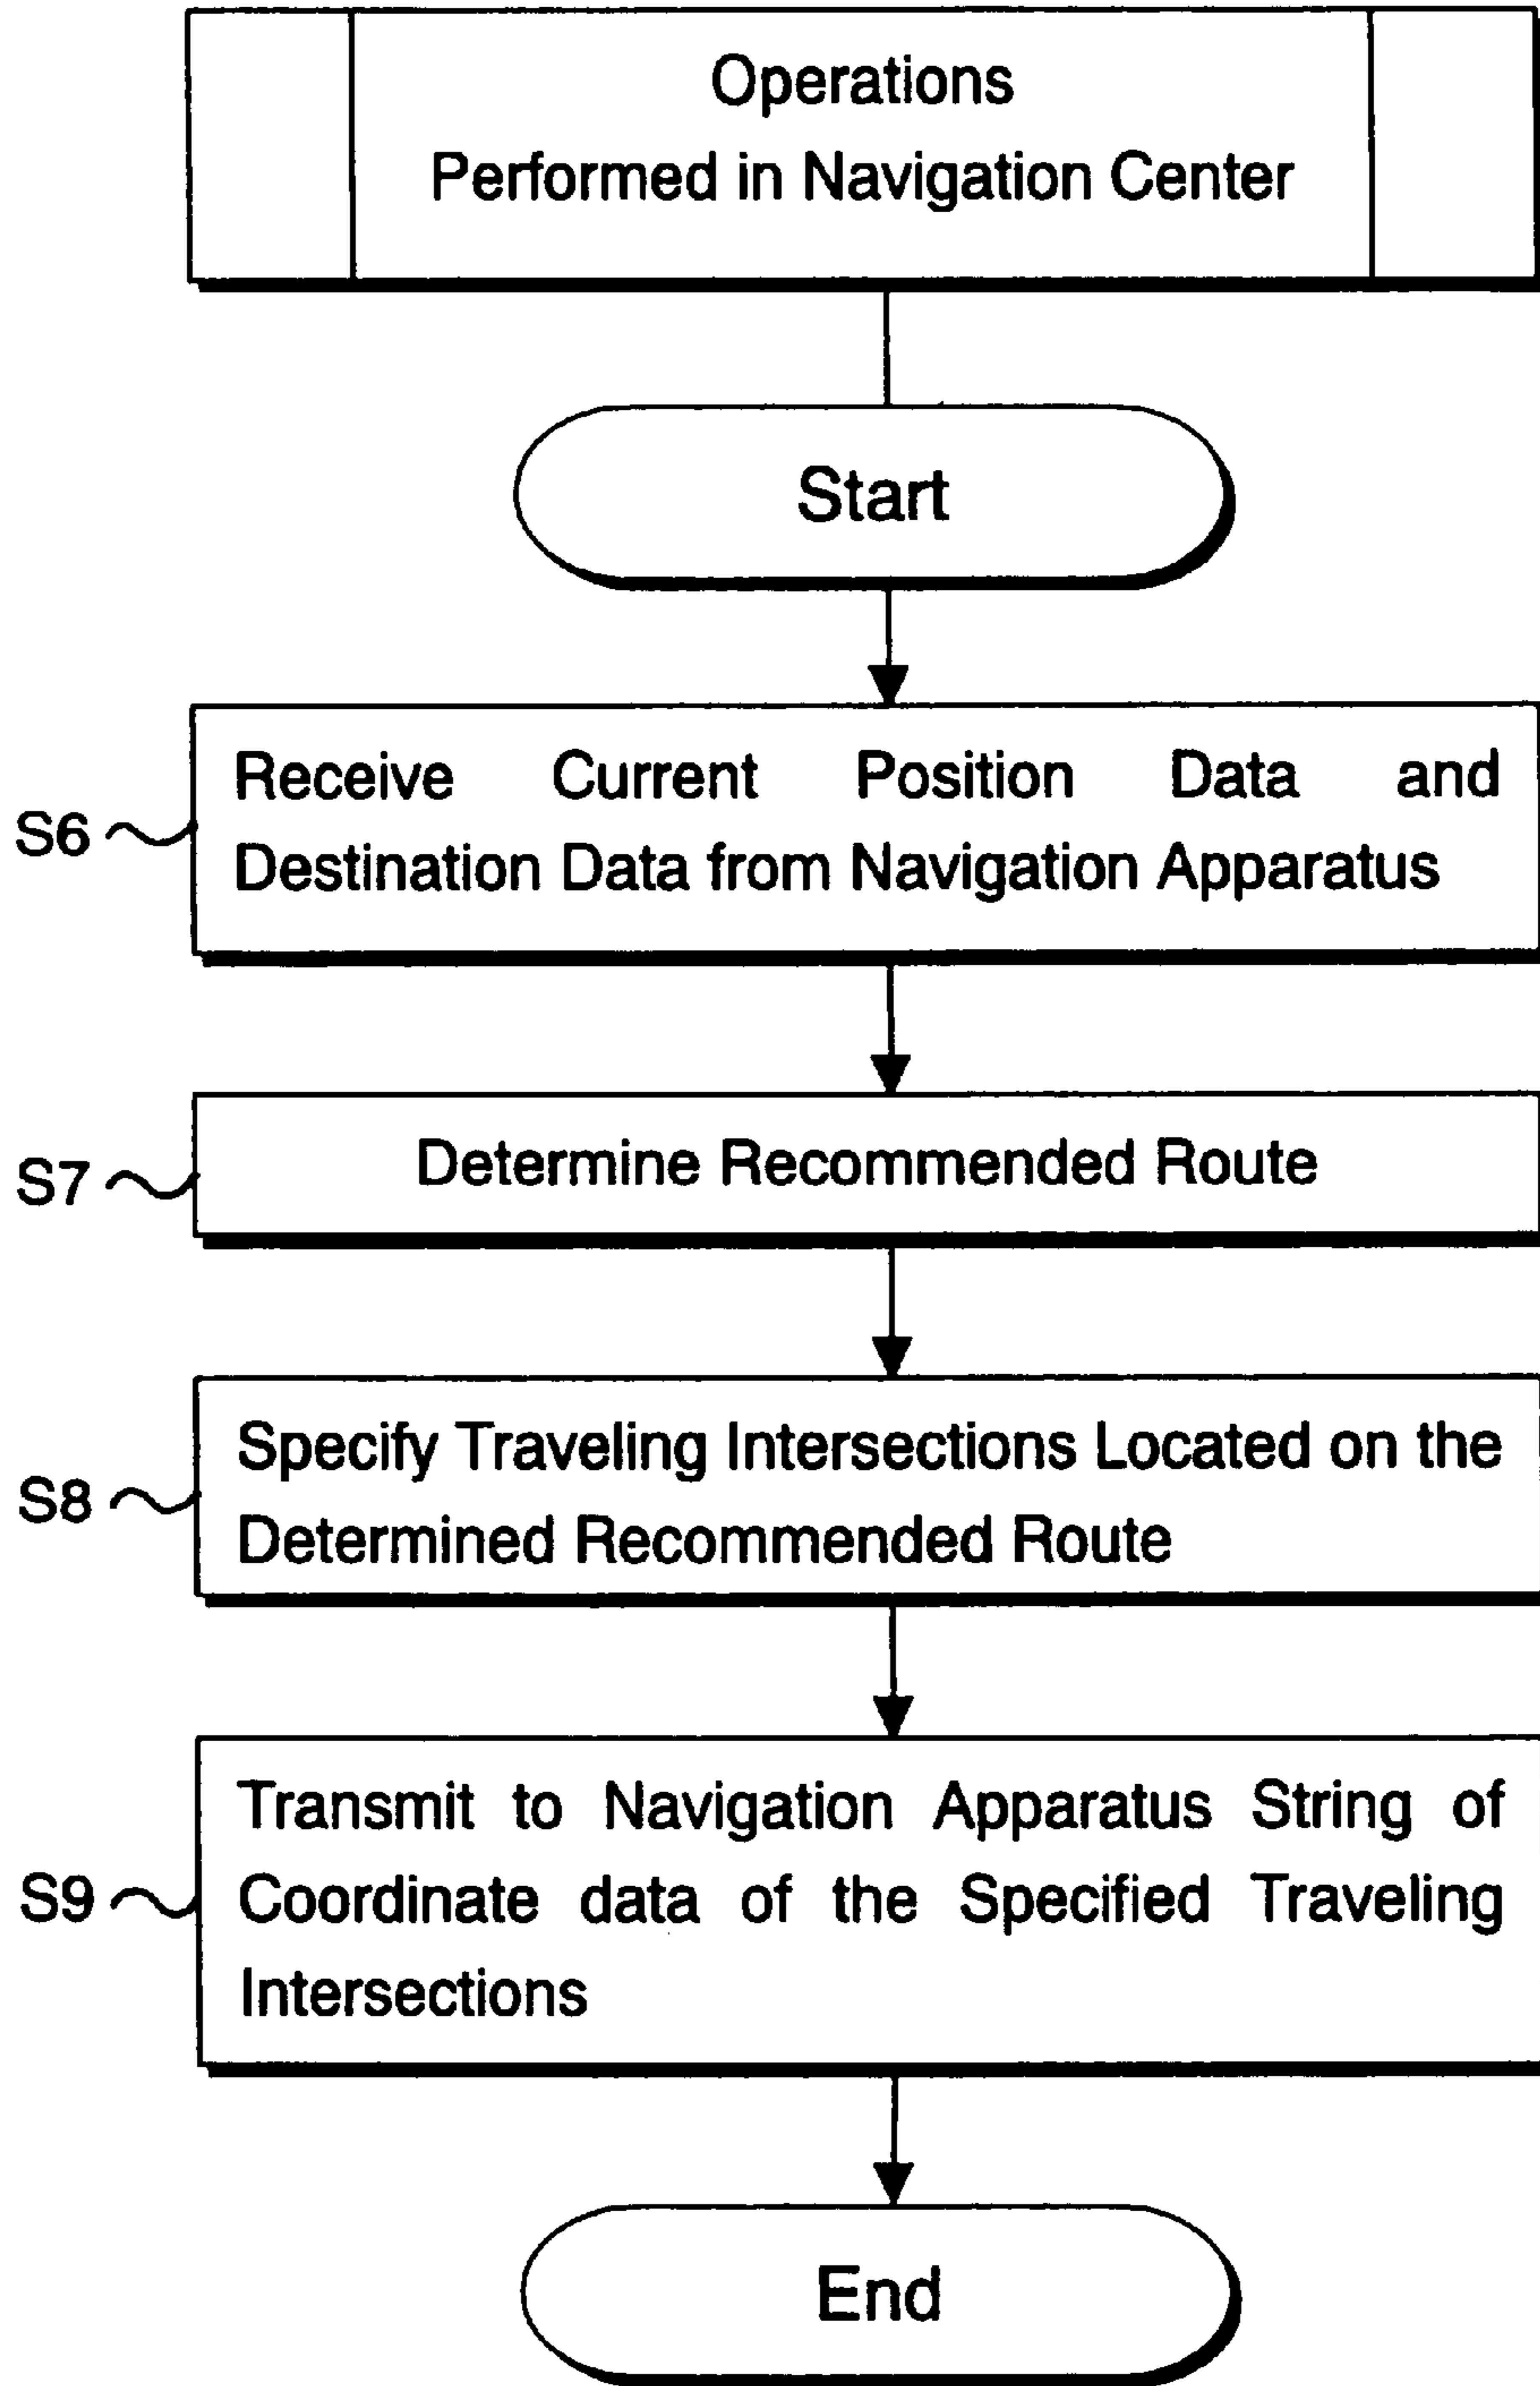 Operations
Performed in Navigation Center
Start
S6
Receive Current Position Data and
Destination Data from Navigation Apparatus
S7
Determine Recommended Route
S8
Specify Traveling Intersections Located on the
Determined Recommended Route
S9
Transmit to Navigation Apparatus String of
Coordinate data of the Specified Traveling
Intersections
End